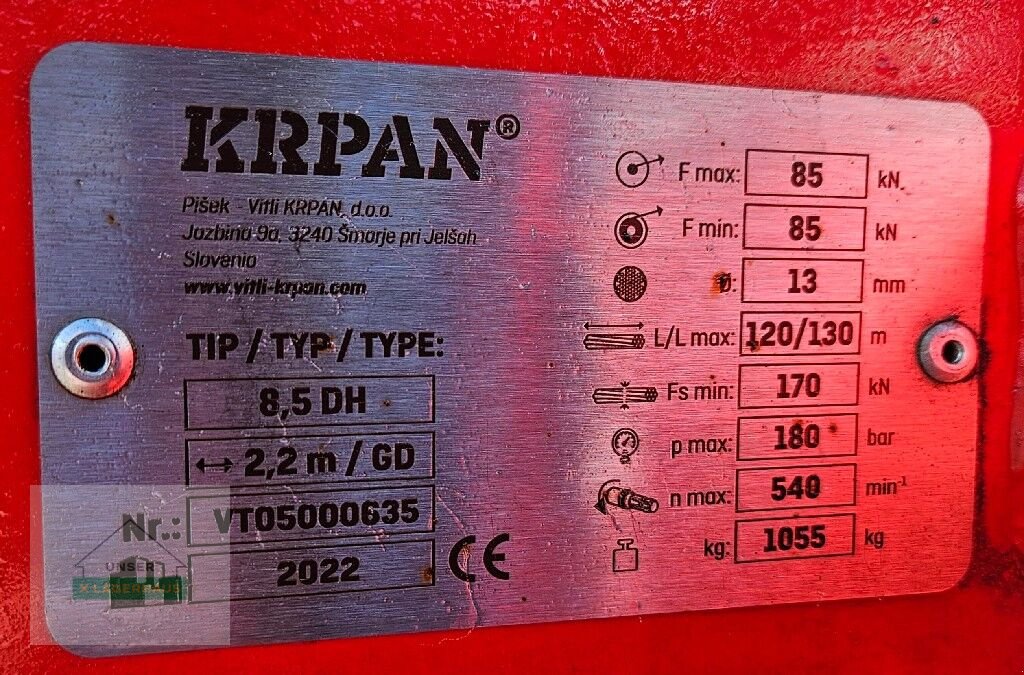 KRPAN®
Pišek - Vitli KRPAN, d.o.o.
Jazbina 9a, 3240 Šmarje pri Jelšah
Slovenia
www.vitli-krpan.com
TIP / TYP / TYPE:
8,5 DH
2,2 m / GD
Nr.: VT05000635
2022
CE
F max: 85 kN
F min: 85 kN
13 mm
L/L max: 120/130 m
Fs min: 170 kN
p max: 180 bar
n max: 540 min⁻¹
kg: 1055 kg
UNSER